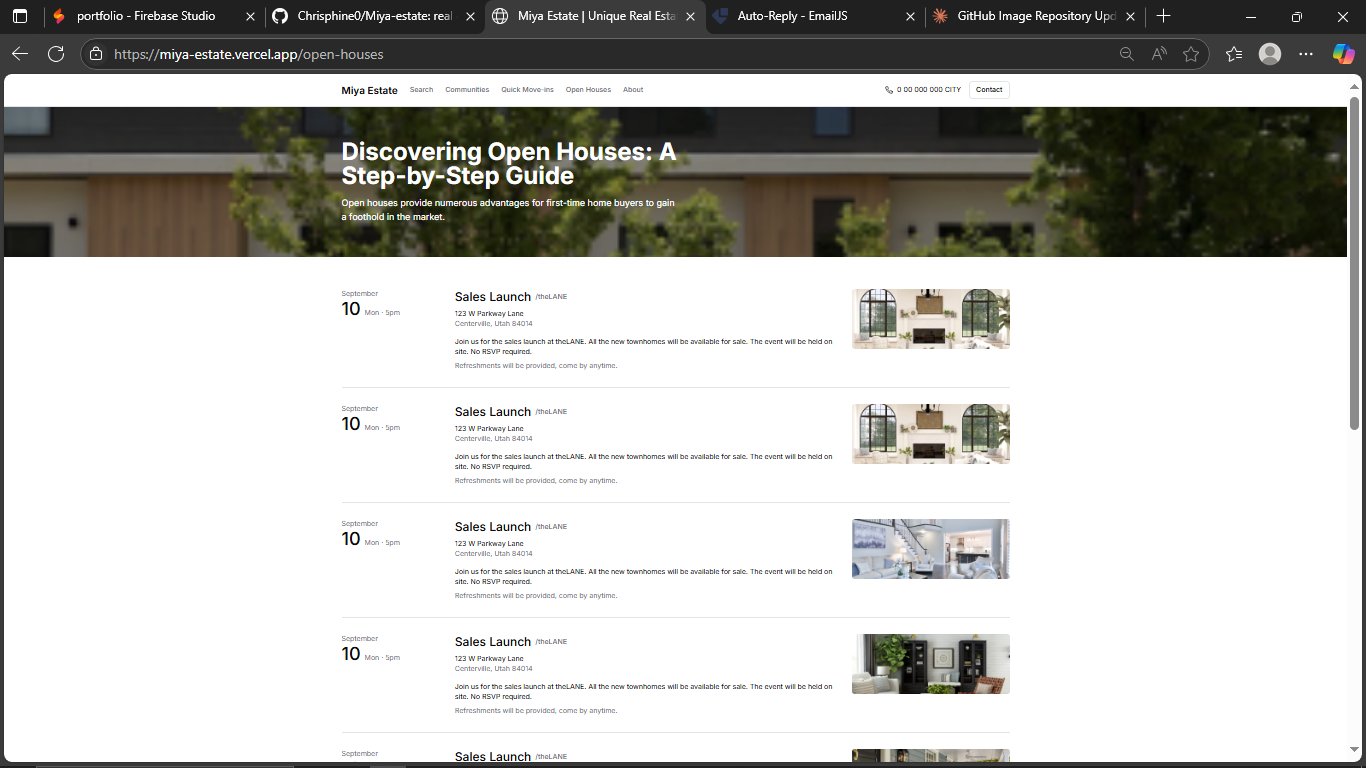 portfolio - Firebase Studio
Chrisphine0/Miya-estate: real
Miya Estate | Unique Real Esta
Auto-Reply - EmailJS
GitHub Image Repository Upd
https://miya-estate.vercel.app/open-houses
Miya Estate Search Communities Quick Move-ins Open Houses About 0 00 000 000 CITY Contact
Discovering Open Houses: A
Step-by-Step Guide
Open houses provide numerous advantages for first-time home buyers to gain
a foothold in the market.
September
10 Mon · 5pm
Sales Launch /theLANE
123 W Parkway Lane
Centerville, Utah 84014
Join us for the sales launch at theLANE. All the new townhomes will be available for sale. The event will be held on
site. No RSVP required.
Refreshments will be provided, come by anytime.
September
10 Mon · 5pm
Sales Launch /theLANE
123 W Parkway Lane
Centerville, Utah 84014
Join us for the sales launch at theLANE. All the new townhomes will be available for sale. The event will be held on
site. No RSVP required.
Refreshments will be provided, come by anytime.
September
10 Mon · 5pm
Sales Launch /theLANE
123 W Parkway Lane
Centerville, Utah 84014
Join us for the sales launch at theLANE. All the new townhomes will be available for sale. The event will be held on
site. No RSVP required.
Refreshments will be provided, come by anytime.
September
10 Mon · 5pm
Sales Launch /theLANE
123 W Parkway Lane
Centerville, Utah 84014
Join us for the sales launch at theLANE. All the new townhomes will be available for sale. The event will be held on
site. No RSVP required.
Refreshments will be provided, come by anytime.
September
Sales Launch /theLANE